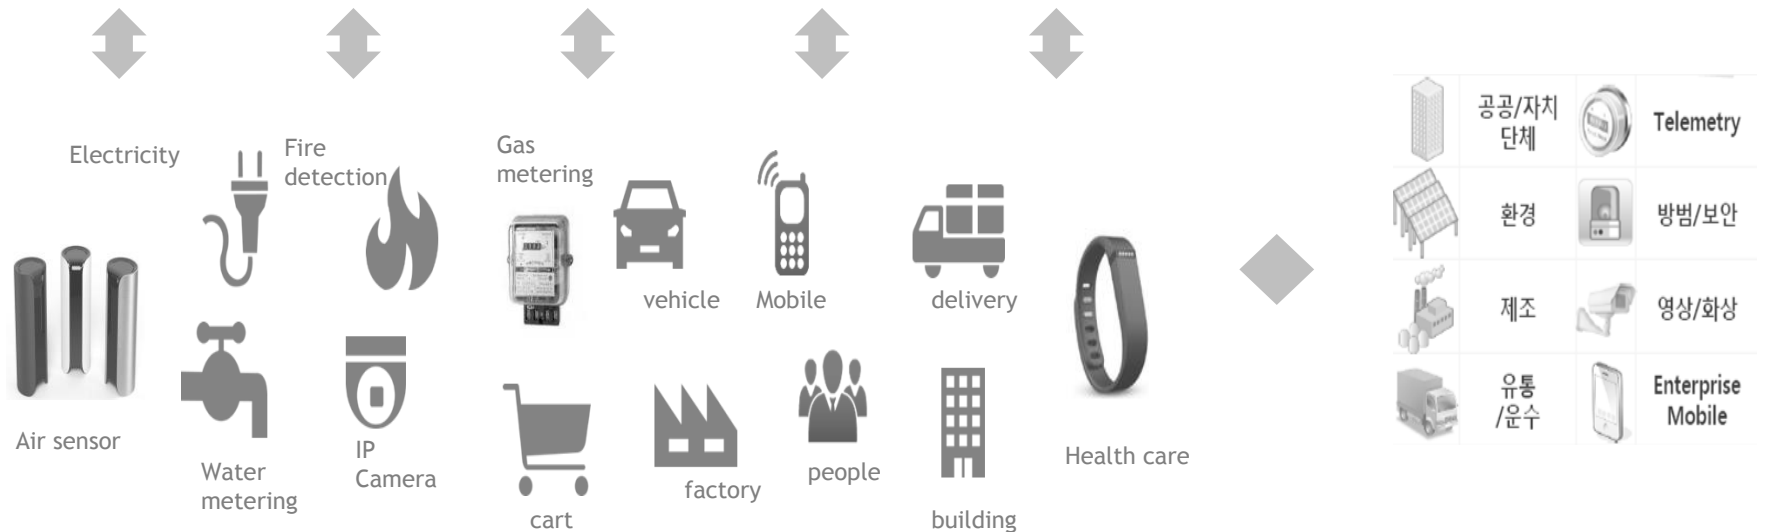 Electricity
Fire
detection
Gas
metering
vehicle
Mobile
delivery
Air sensor
Water
metering
IP
Camera
cart
factory
people
building
Health care
공공/자치
단체
Telemetry
환경
방범/보안
제조
영상/화상
유통
/운수
Enterprise
Mobile